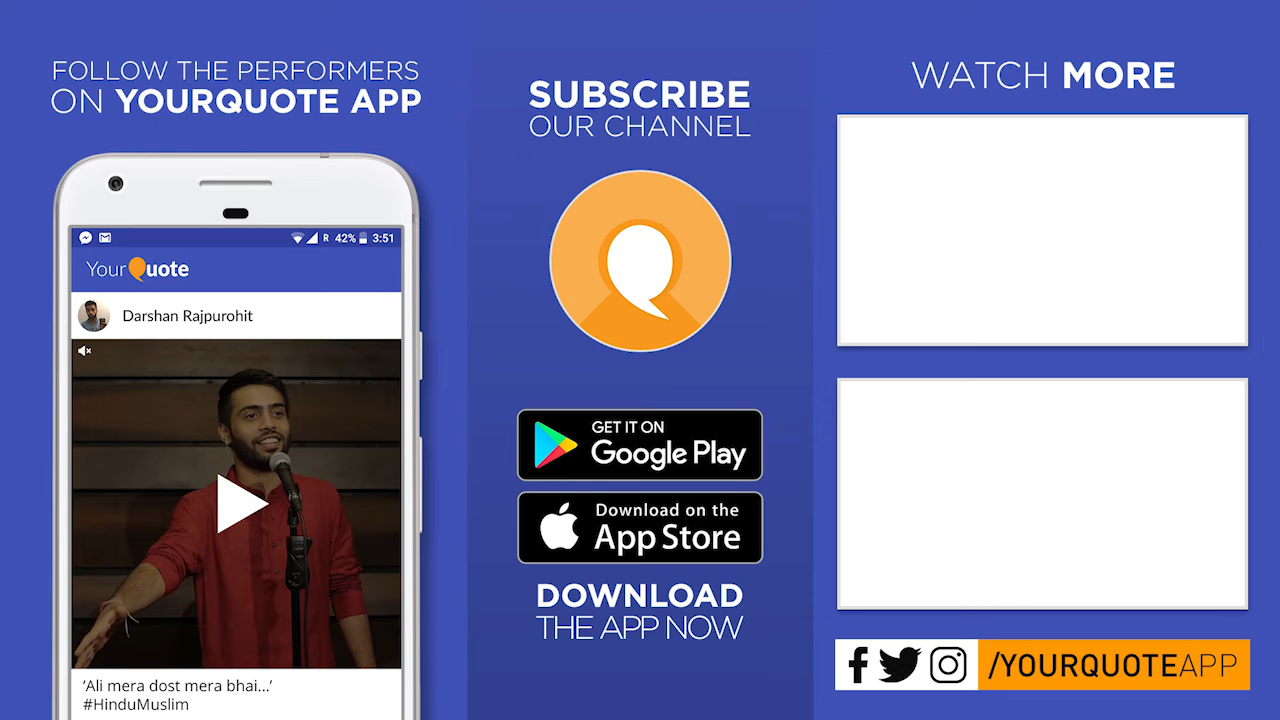 FOLLOW THE PERFORMERS
ON YOURQUOTE APP
42% 3:51
R
YourQuote
Darshan Rajpurohit
‘Ali mera dost mera bhai...’
#HinduMuslim
SUBSCRIBE
OUR CHANNEL
GET IT ON
Google Play
Download on the
App Store
DOWNLOAD
THE APP NOW
WATCH MORE
/YOURQUOTEAPP